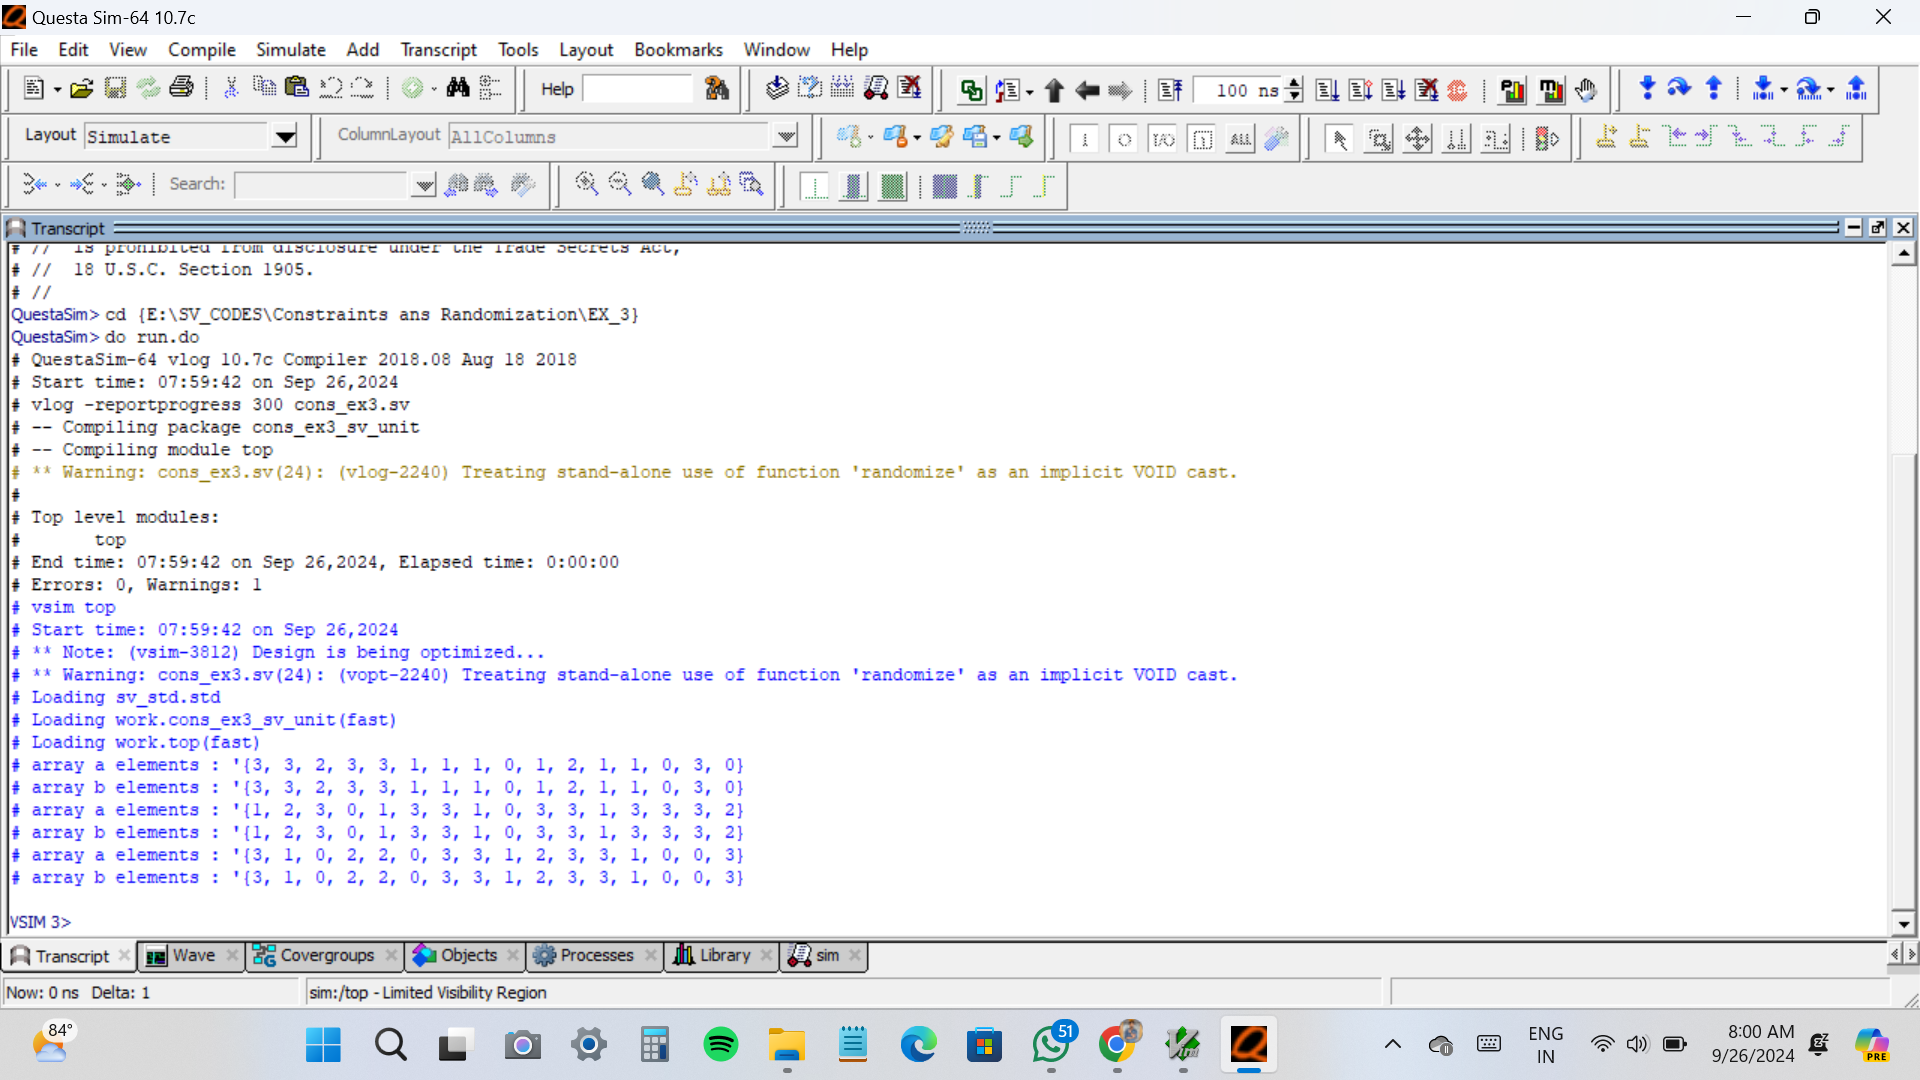 Questa Sim-64 10.7c
File Edit View Compile Simulate Add Transcript Tools Layout Bookmarks Window Help
Help
100 ns
Layout Simulate
ColumnLayout AllColumns
ALL
Search:
Transcript
# // is prohibited from disclosure under the Trade Secrets Act,
# // 18 U.S.C. Section 1905.
# //
QuestaSim> cd {E:\SV_CODES\Constraints ans Randomization\EX_3}
QuestaSim> do run.do
# QuestaSim-64 vlog 10.7c Compiler 2018.08 Aug 18 2018
# Start time: 07:59:42 on Sep 26,2024
# vlog -reportprogress 300 cons_ex3.sv
# -- Compiling package cons_ex3_sv_unit
# -- Compiling module top
# ** Warning: cons_ex3.sv(24): (vlog-2240) Treating stand-alone use of function 'randomize' as an implicit VOID cast.
#
# Top level modules:
# top
# End time: 07:59:42 on Sep 26,2024, Elapsed time: 0:00:00
# Errors: 0, Warnings: 1
# vsim top
# Start time: 07:59:42 on Sep 26,2024
# ** Note: (vsim-3812) Design is being optimized...
# ** Warning: cons_ex3.sv(24): (vopt-2240) Treating stand-alone use of function 'randomize' as an implicit VOID cast.
# Loading sv_std.std
# Loading work.cons_ex3_sv_unit(fast)
# Loading work.top(fast)
# array a elements : '{3, 3, 2, 3, 3, 1, 1, 1, 0, 1, 2, 1, 1, 0, 3, 0}
# array b elements : '{3, 3, 2, 3, 3, 1, 1, 1, 0, 1, 2, 1, 1, 0, 3, 0}
# array a elements : '{1, 2, 3, 0, 1, 3, 3, 1, 0, 3, 3, 1, 3, 3, 3, 2}
# array b elements : '{1, 2, 3, 0, 1, 3, 3, 1, 0, 3, 3, 1, 3, 3, 3, 2}
# array a elements : '{3, 1, 0, 2, 2, 0, 3, 3, 1, 2, 3, 3, 1, 0, 0, 3}
# array b elements : '{3, 1, 0, 2, 2, 0, 3, 3, 1, 2, 3, 3, 1, 0, 0, 3}
VSIM 3>
Transcript Wave Covergroups Objects Processes Library sim
Now: 0 ns Delta: 1 sim:/top - Limited Visibility Region
84°
51
ENG
IN
8:00 AM
9/26/2024
PRE